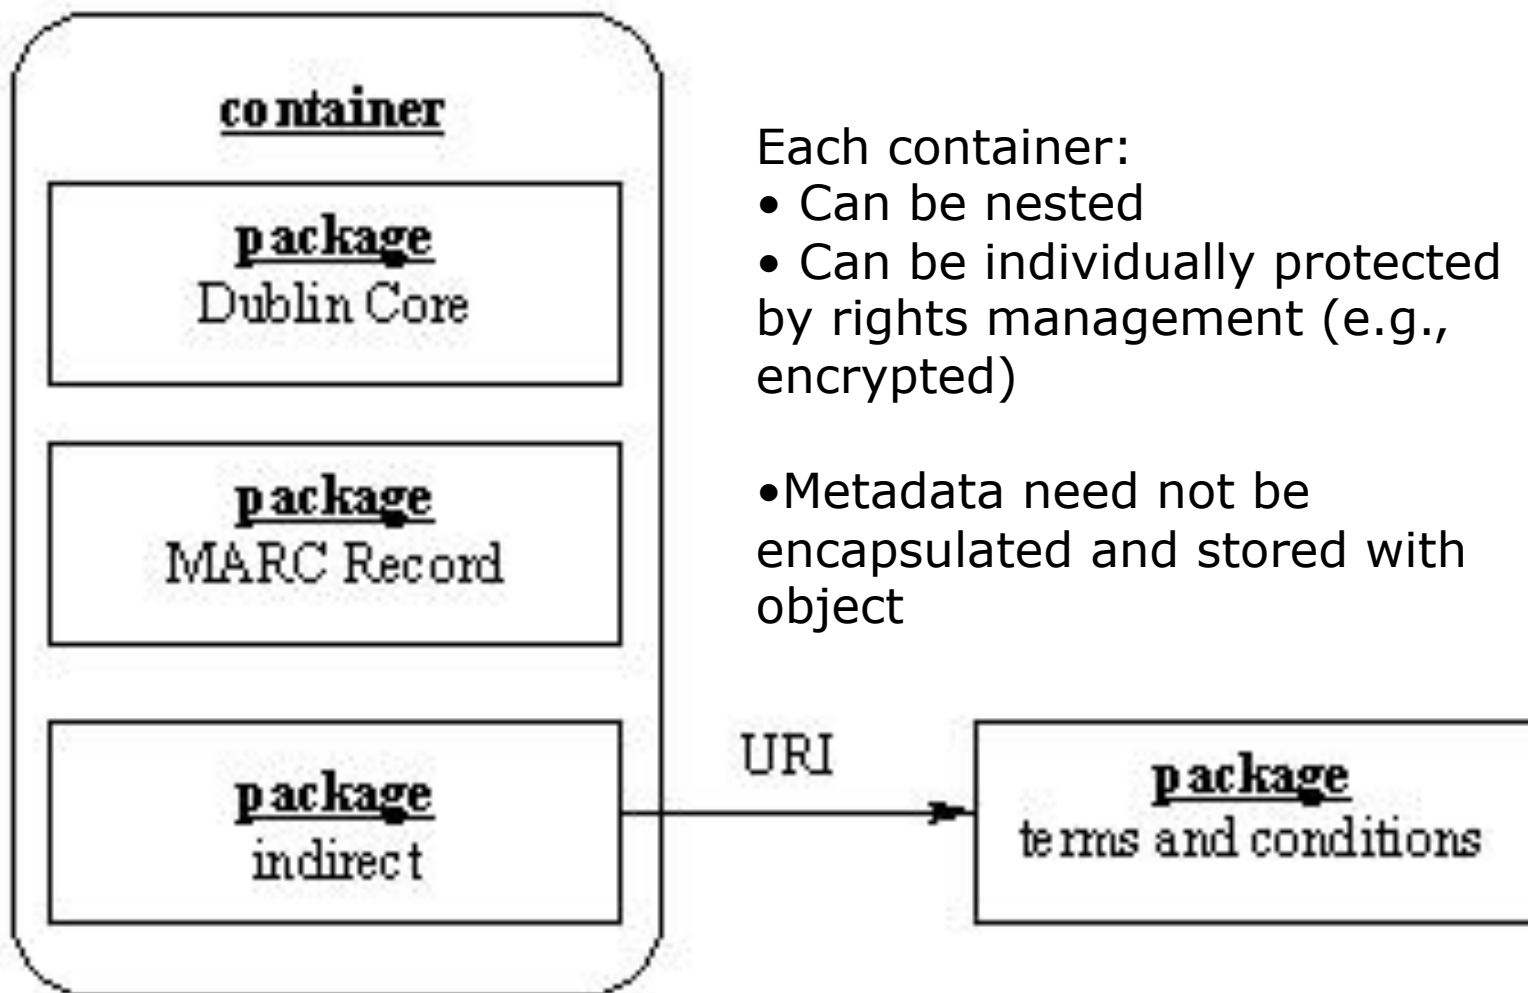 container
package
Dublin Core
package
MARC Record
package
indirect
Each container:
• Can be nested
• Can be individually protected
by rights management (e.g.,
encrypted)
•Metadata need not be
encapsulated and stored with
object
URI
package
terms and conditions